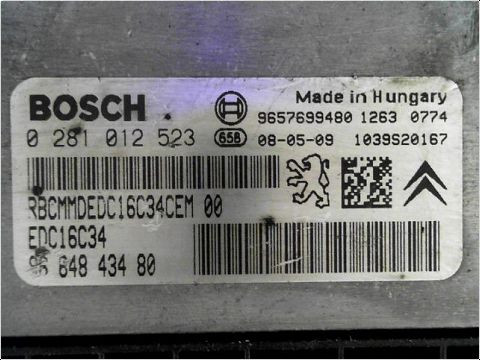 BOSCH
Made in Hungary
9657699480 1263 0774
0 281 012 523 658 08-05-09 1039S20167
RBCMMDEDC16C34CEM 00
EDC16C34
648 434 80